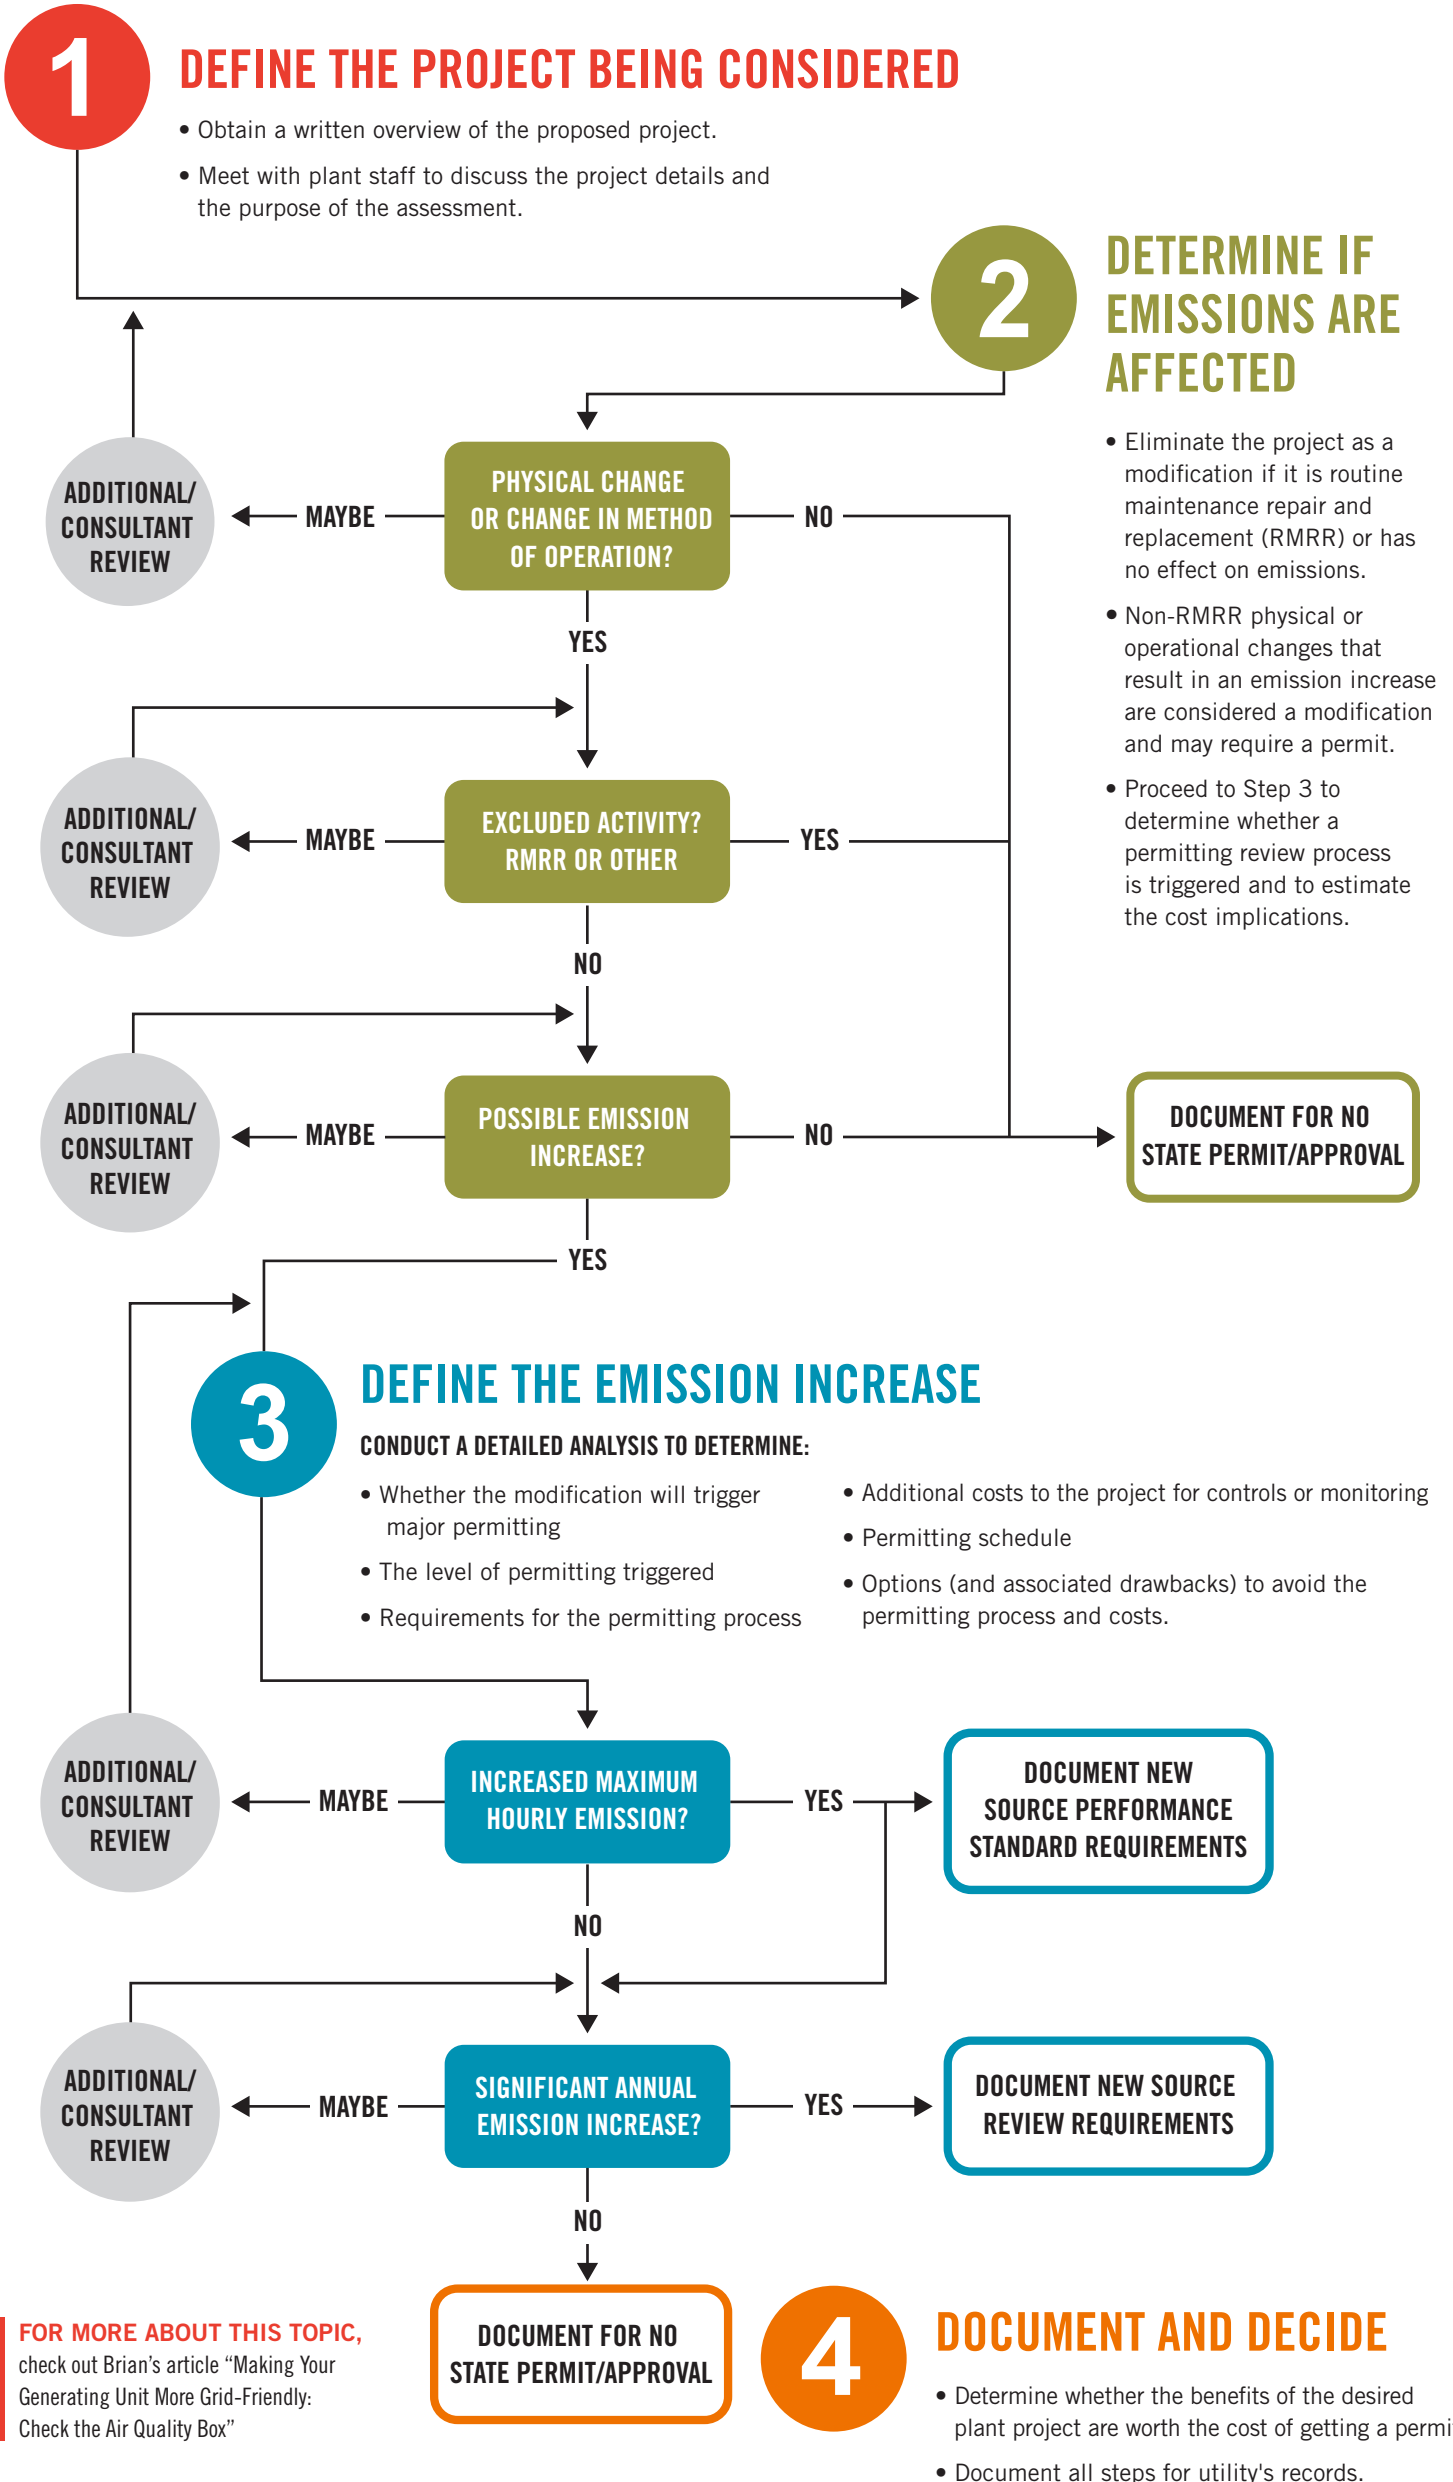 1
DEFINE THE PROJECT BEING CONSIDERED
• Obtain a written overview of the proposed project.
• Meet with plant staff to discuss the project details and
the purpose of the assessment.
2
DETERMINE IF
EMISSIONS ARE
AFFECTED
• Eliminate the project as a
modification if it is routine
maintenance repair and
replacement (RMRR) or has
no effect on emissions.
• Non-RMRR physical or
operational changes that
result in an emission increase
are considered a modification
and may require a permit.
• Proceed to Step 3 to
determine whether a
permitting review process
is triggered and to estimate
the cost implications.
PHYSICAL CHANGE
OR CHANGE IN METHOD
OF OPERATION?
MAYBE
ADDITIONAL/
CONSULTANT
REVIEW
NO
YES
EXCLUDED ACTIVITY?
RMRR OR OTHER
MAYBE
ADDITIONAL/
CONSULTANT
REVIEW
YES
NO
POSSIBLE EMISSION
INCREASE?
MAYBE
ADDITIONAL/
CONSULTANT
REVIEW
NO
DOCUMENT FOR NO
STATE PERMIT/APPROVAL
YES
3
DEFINE THE EMISSION INCREASE
CONDUCT A DETAILED ANALYSIS TO DETERMINE:
• Whether the modification will trigger
major permitting
• The level of permitting triggered
• Requirements for the permitting process
• Additional costs to the project for controls or monitoring
• Permitting schedule
• Options (and associated drawbacks) to avoid the
permitting process and costs.
INCREASED MAXIMUM
HOURLY EMISSION?
MAYBE
ADDITIONAL/
CONSULTANT
REVIEW
YES
DOCUMENT NEW
SOURCE PERFORMANCE
STANDARD REQUIREMENTS
NO
SIGNIFICANT ANNUAL
EMISSION INCREASE?
MAYBE
ADDITIONAL/
CONSULTANT
REVIEW
YES
DOCUMENT NEW SOURCE
REVIEW REQUIREMENTS
NO
DOCUMENT FOR NO
STATE PERMIT/APPROVAL
4
DOCUMENT AND DECIDE
• Determine whether the benefits of the desired
plant project are worth the cost of getting a permi
• Document all steps for utility's records.
FOR MORE ABOUT THIS TOPIC,
check out Brian’s article “Making Your
Generating Unit More Grid-Friendly:
Check the Air Quality Box”